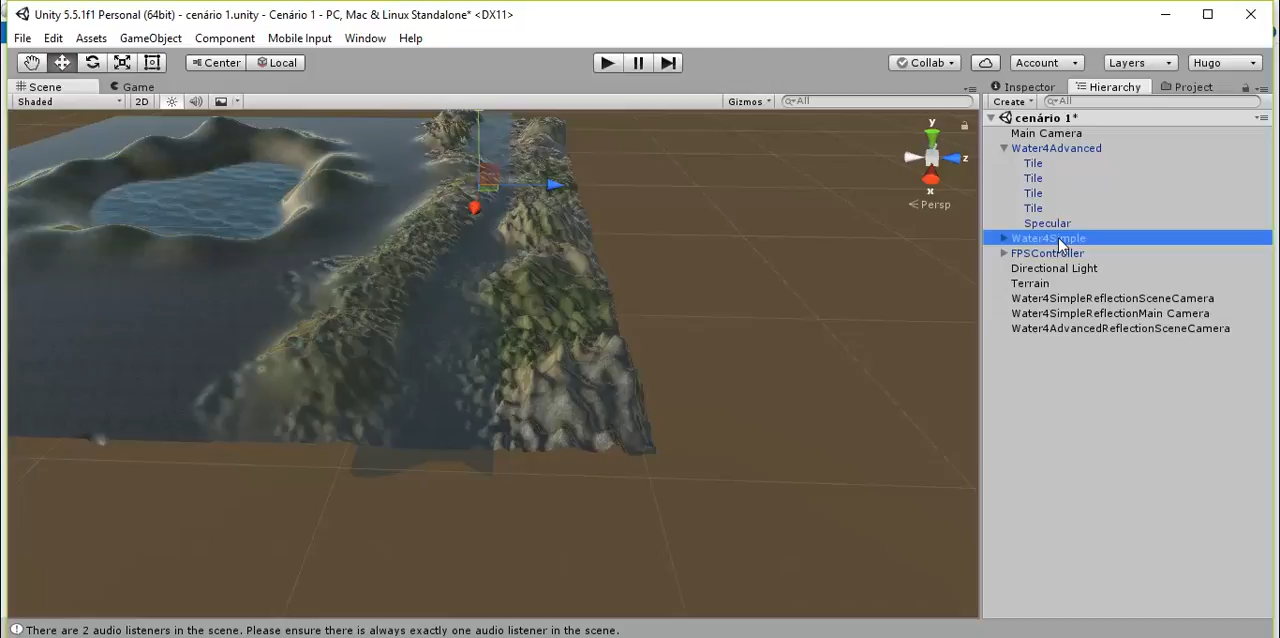 Unity 5.5.1f1 Personal (64bit) - cenário 1.unity - Cenário 1 - PC, Mac & Linux Standalone* <DX11>
File Edit Assets GameObject Component Mobile Input Window Help
Center Local Collab Account Layers Hugo
Scene Game Inspector Hierarchy Project
Shaded 2D Gizmos All Create All
cenário 1*
Main Camera
Water4Advanced
Tile
Tile
Tile
Tile
Specular
Water4Simple
FPSController
Directional Light
Terrain
Water4SimpleReflectionSceneCamera
Water4SimpleReflectionMain Camera
Water4AdvancedReflectionSceneCamera
y
z
x
Persp
There are 2 audio listeners in the scene. Please ensure there is always exactly one audio listener in the scene.